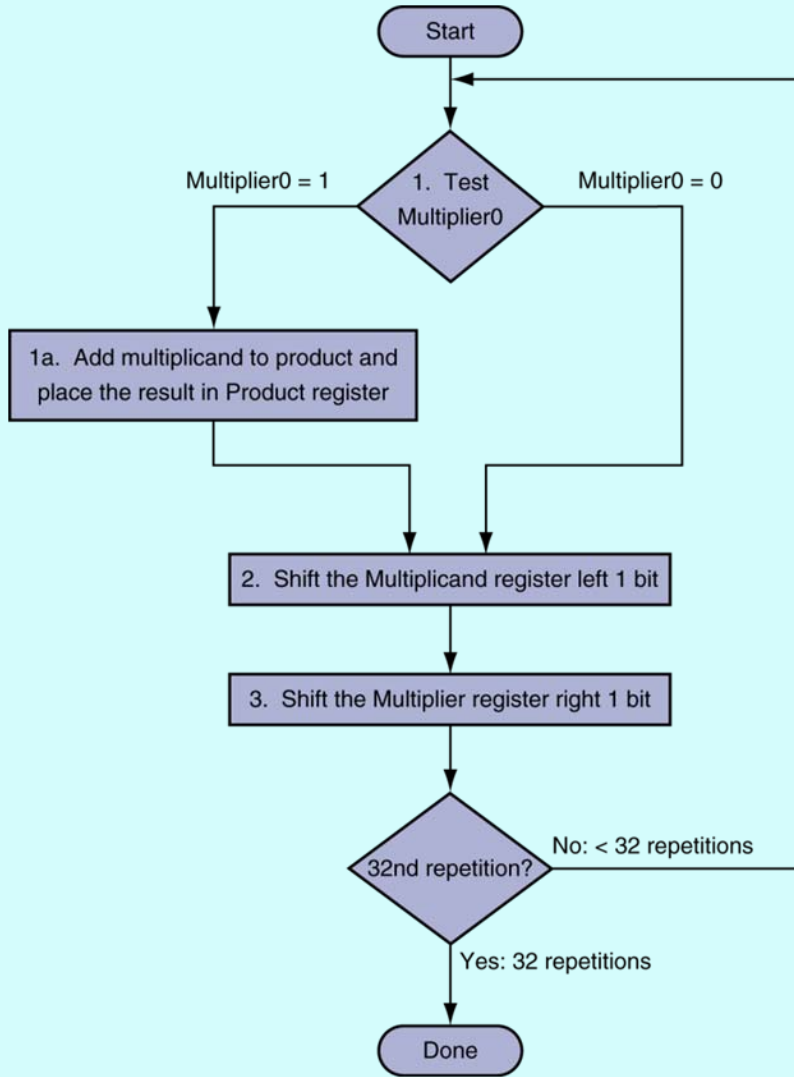 Start
Multiplier0 = 1
1. Test
Multiplier0
Multiplier0 = 0
1a. Add multiplicand to product and
place the result in Product register
2. Shift the Multiplicand register left 1 bit
3. Shift the Multiplier register right 1 bit
32nd repetition?
No: < 32 repetitions
Yes: 32 repetitions
Done